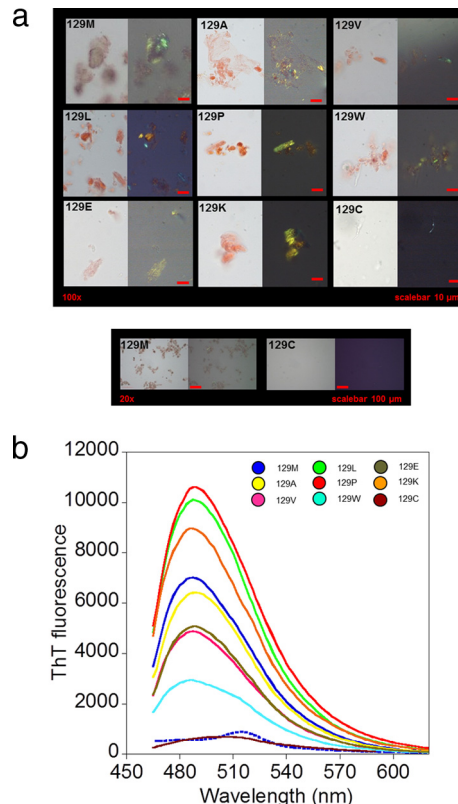 a
129M 129A 129V
129L 129P 129W
129E 129K 129C
100x scalebar 10 µm
129M 129C
20x scalebar 100 µm
b
12000
10000
8000
6000
4000
2000
0
ThT fluorescence
129M 129L 129E
129A 129P 129K
129V 129W 129C
450 480 510 540 570 600
Wavelength (nm)